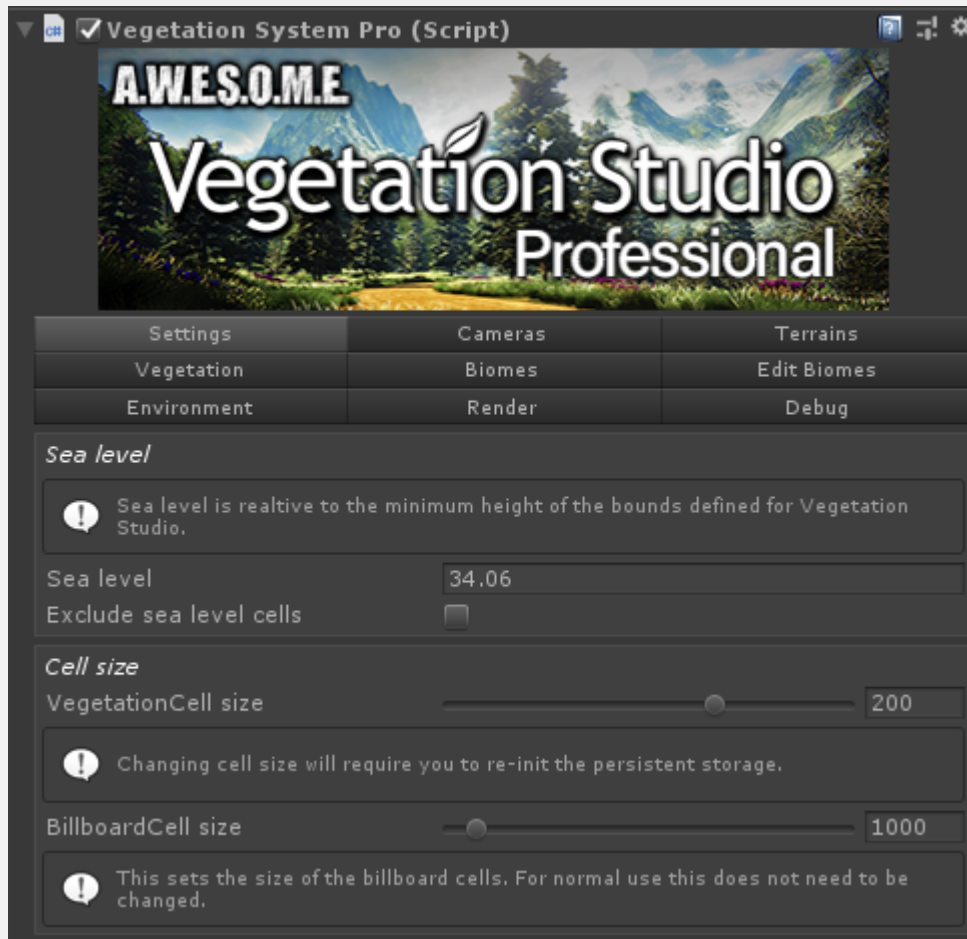 C#
Vegetation System Pro (Script)
A.W.E.S.O.M.E.
Vegetation Studio
Professional
Settings Cameras Terrains
Vegetation Biomes Edit Biomes
Environment Render Debug
Sea level
Sea level is realtive to the minimum height of the bounds defined for Vegetation
Studio.
Sea level 34.06
Exclude sea level cells
Cell size
VegetationCell size 200
Changing cell size will require you to re-init the persistent storage.
BillboardCell size 1000
This sets the size of the billboard cells. For normal use this does not need to be
changed.